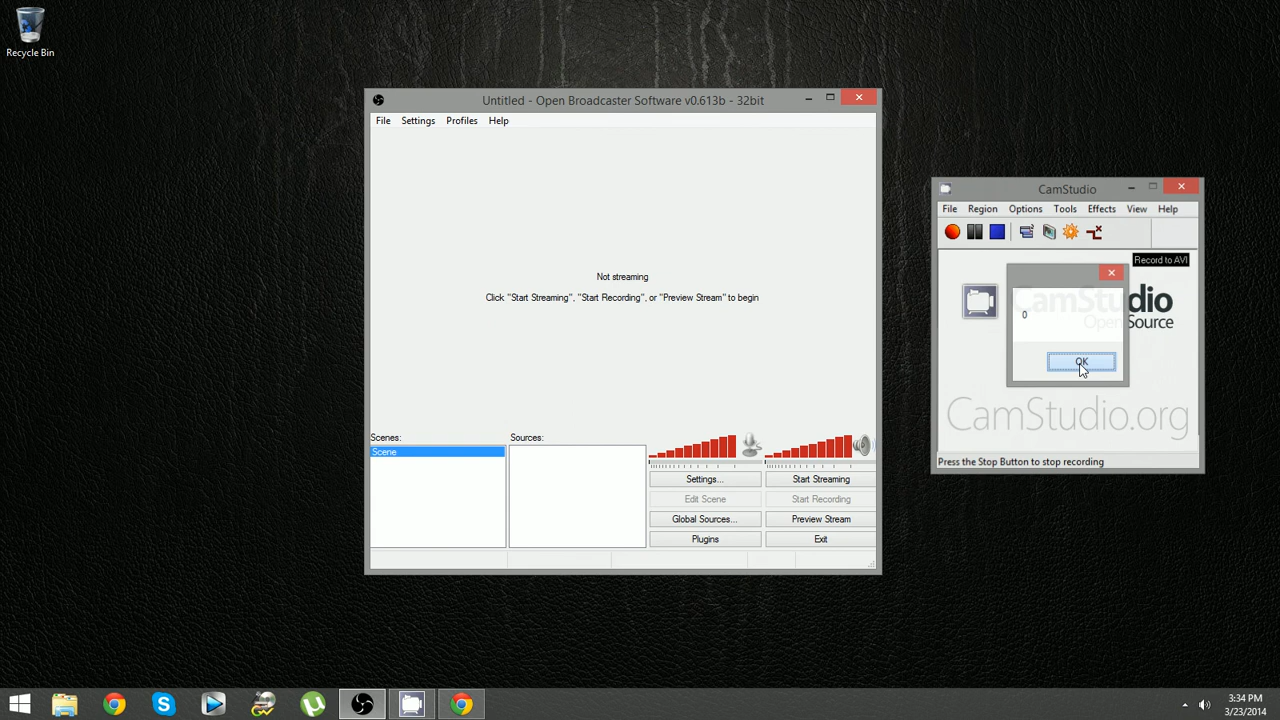 Recycle Bin
Untitled - Open Broadcaster Software v0.613b - 32bit
File Settings Profiles Help
Not streaming
Click "Start Streaming", "Start Recording", or "Preview Stream" to begin
Scenes:
Scene
Sources:
Settings...
Start Streaming
Edit Scene
Start Recording
Global Sources...
Preview Stream
Plugins
Exit
CamStudio
File Region Options Tools Effects View Help
Record to AVI
CamStudio
Open Source
0
OK
CamStudio.org
Press the Stop Button to stop recording
3:34 PM
3/23/2014